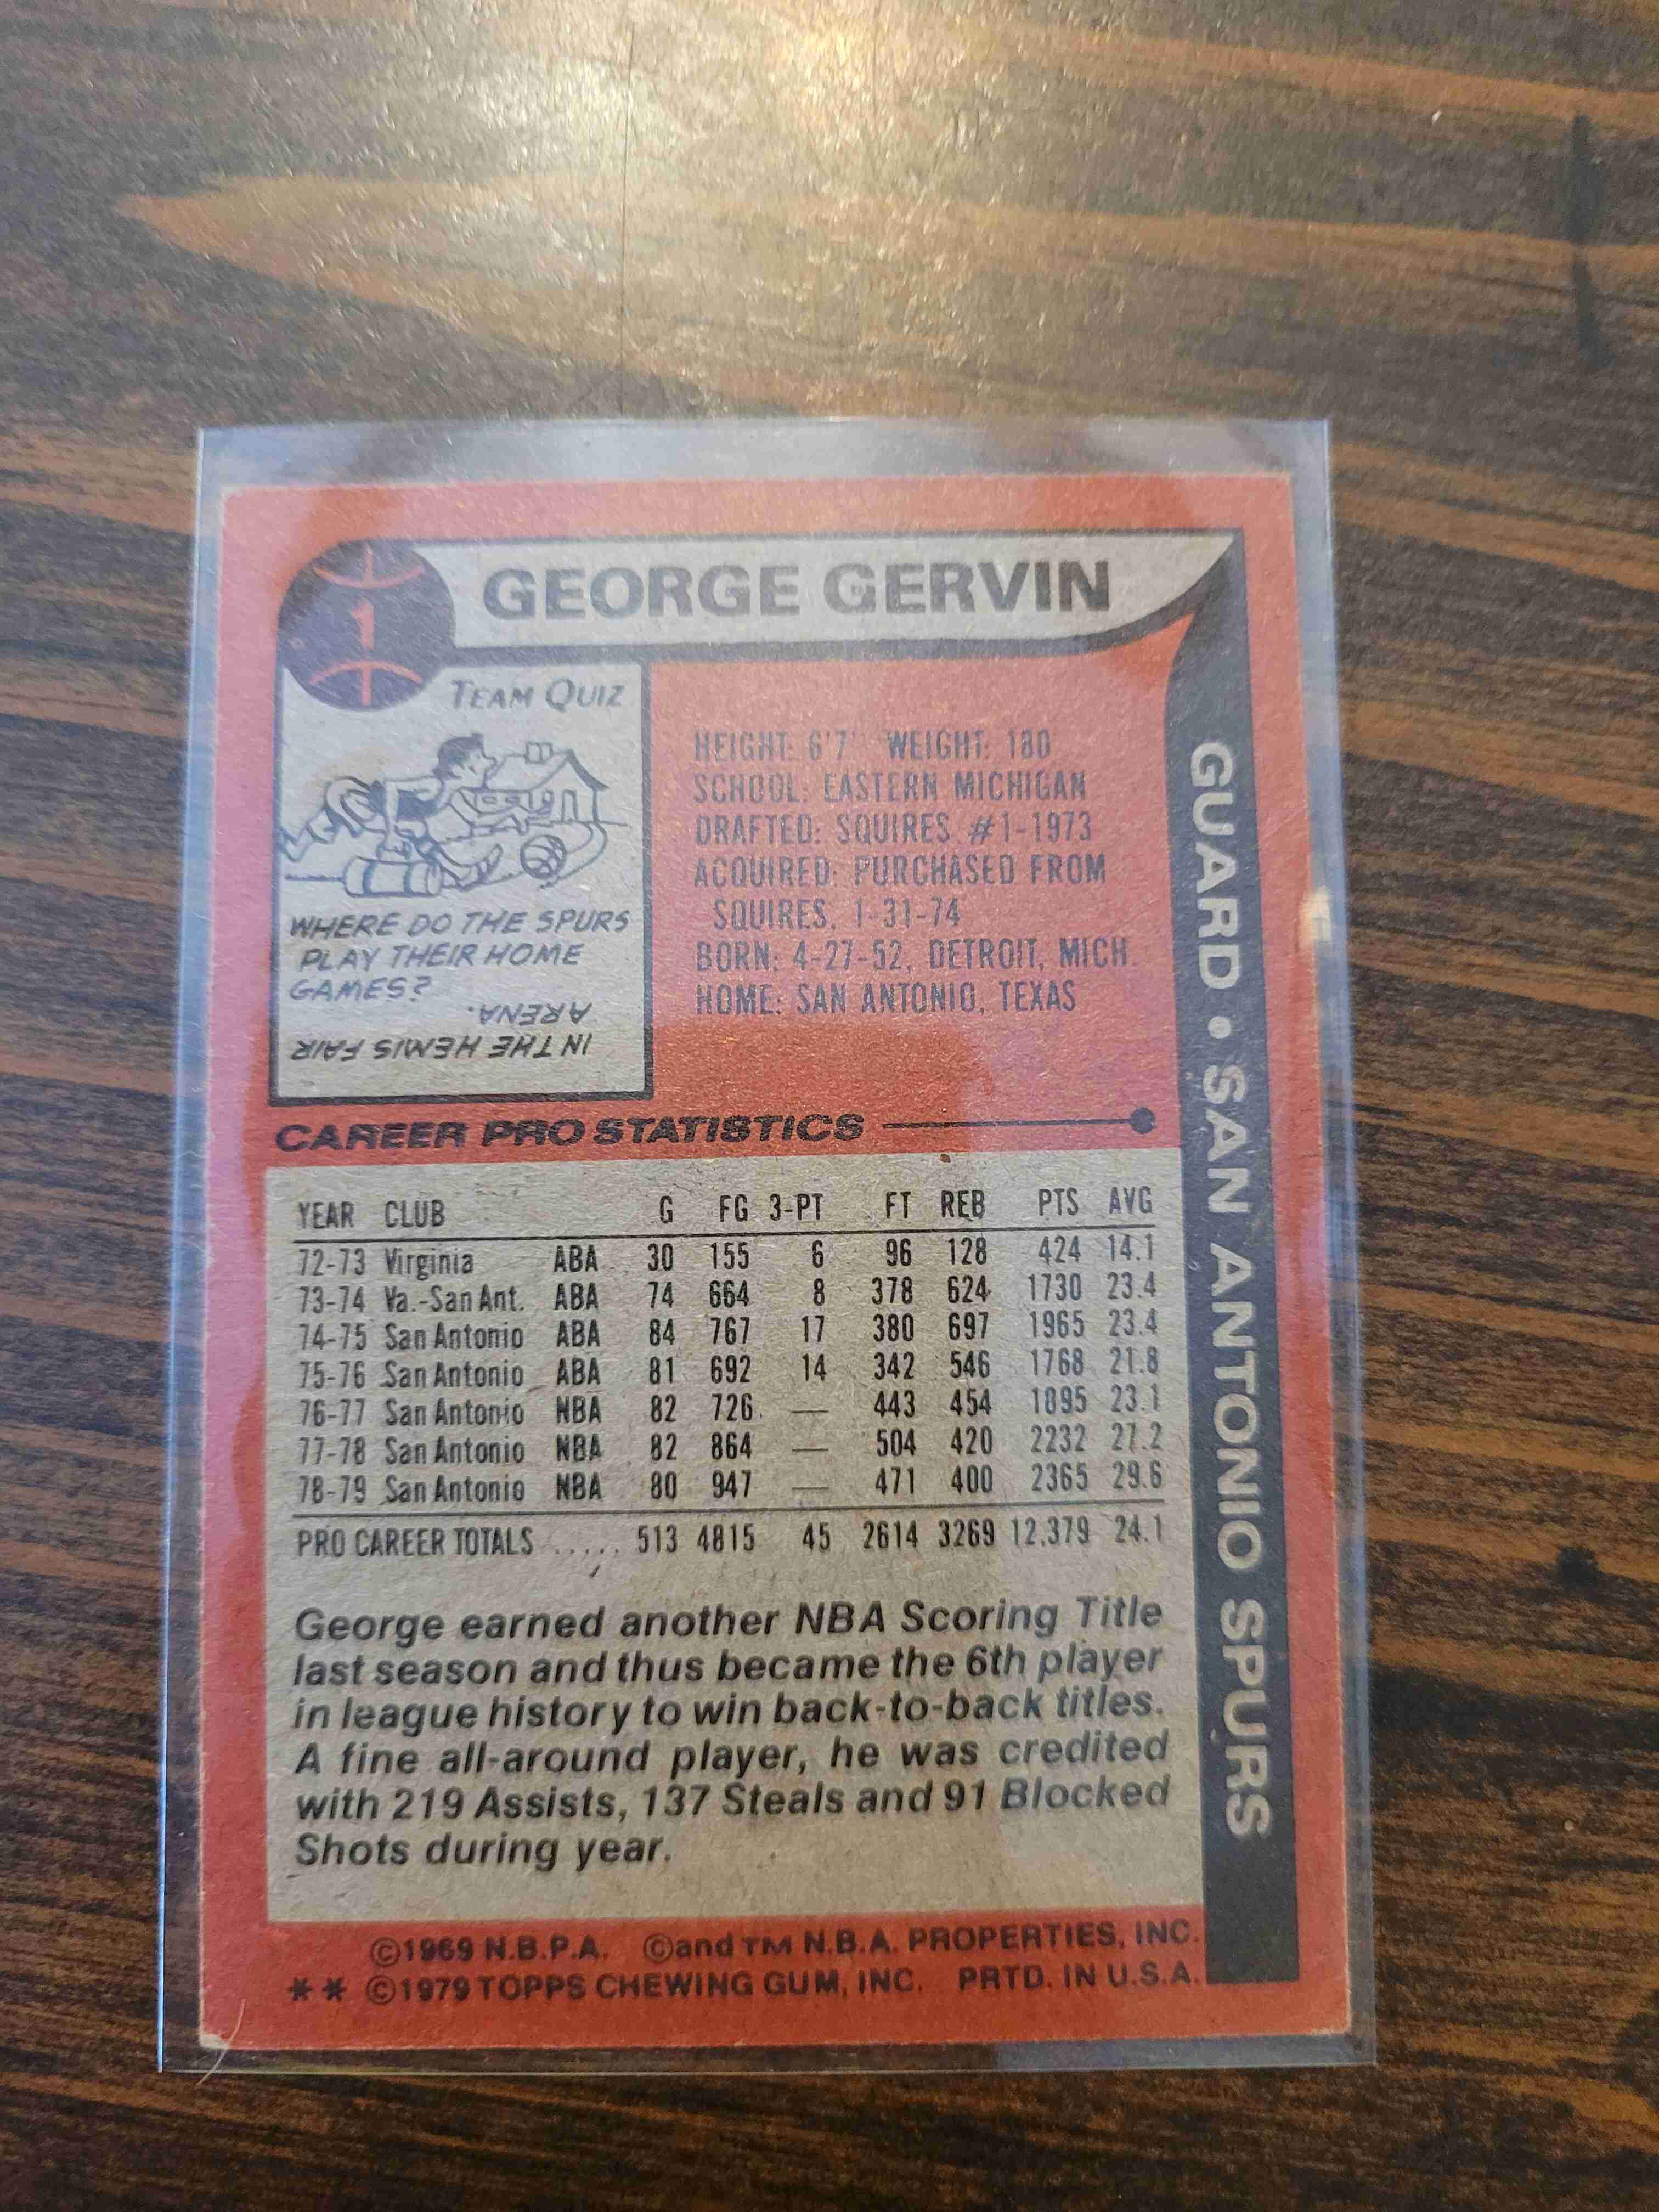 1
GEORGE GERVIN
TEAM QUIZ
WHERE DO THE SPURS
PLAY THEIR HOME
GAMES?
IN THE HEMIS FAIR
ARENA.
HEIGHT: 6'7" WEIGHT: 180
SCHOOL: EASTERN MICHIGAN
DRAFTED: SQUIRES #1-1973
ACQUIRED: PURCHASED FROM
SQUIRES, 1-31-74
BORN: 4-27-52, DETROIT, MICH.
HOME: SAN ANTONIO, TEXAS
GUARD • SAN ANTONIO SPURS
CAREER PRO STATISTICS
YEAR CLUB G FG 3-PT FT REB PTS AVG
72-73 Virginia ABA 30 155 6 96 128 424 14.1
73-74 Va.-San Ant. ABA 74 664 8 378 624 1730 23.4
74-75 San Antonio ABA 84 767 17 380 697 1965 23.4
75-76 San Antonio ABA 81 692 14 342 546 1768 21.8
76-77 San Antonio NBA 82 726 — 443 454 1895 23.1
77-78 San Antonio NBA 82 864 — 504 420 2232 27.2
78-79 San Antonio NBA 80 947 — 471 400 2365 29.6
PRO CAREER TOTALS ..... 513 4815 45 2614 3269 12,379 24.1
George earned another NBA Scoring Title
last season and thus became the 6th player
in league history to win back-to-back titles.
A fine all-around player, he was credited
with 219 Assists, 137 Steals and 91 Blocked
Shots during year.
©1969 N.B.P.A. ©and TM N.B.A. PROPERTIES, INC.
** ©1979 TOPPS CHEWING GUM, INC. PRTD. IN U.S.A.